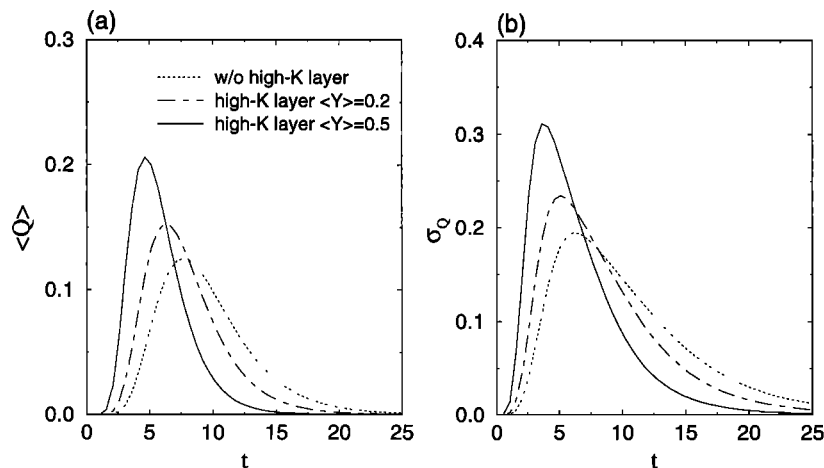 (a)
0.3
0.2
0.1
0.0
<Q>
w/o high-K layer
high-K layer <Y>=0.2
high-K layer <Y>=0.5
0 5 10 15 20 25
t
(b)
0.4
0.3
0.2
0.1
0.0
σQ
0 5 10 15 20 25
t